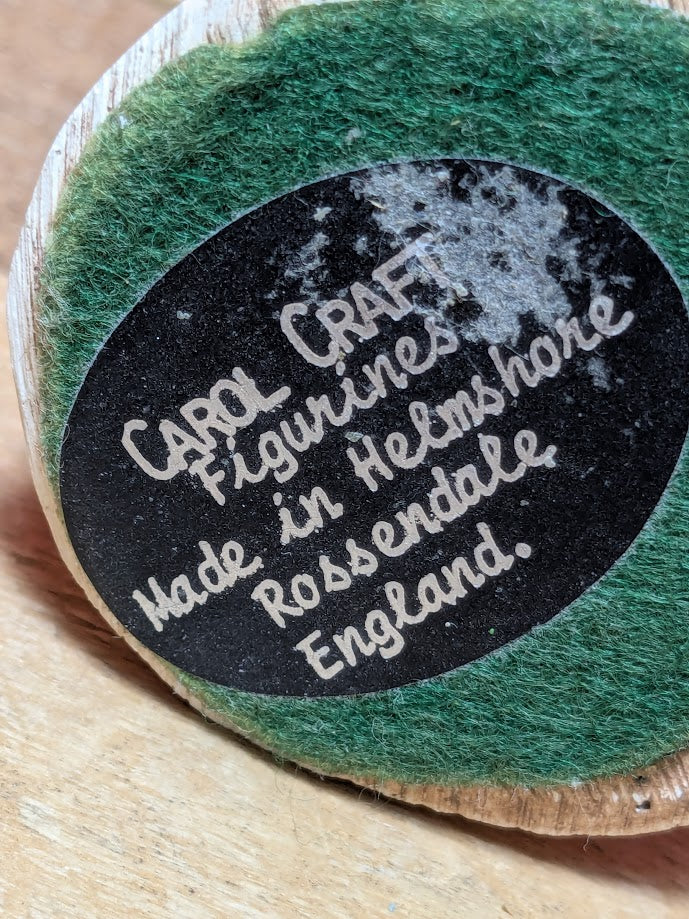 CAROL CRAFT
Figurines
Made in Helmshore
Rossendale
England.